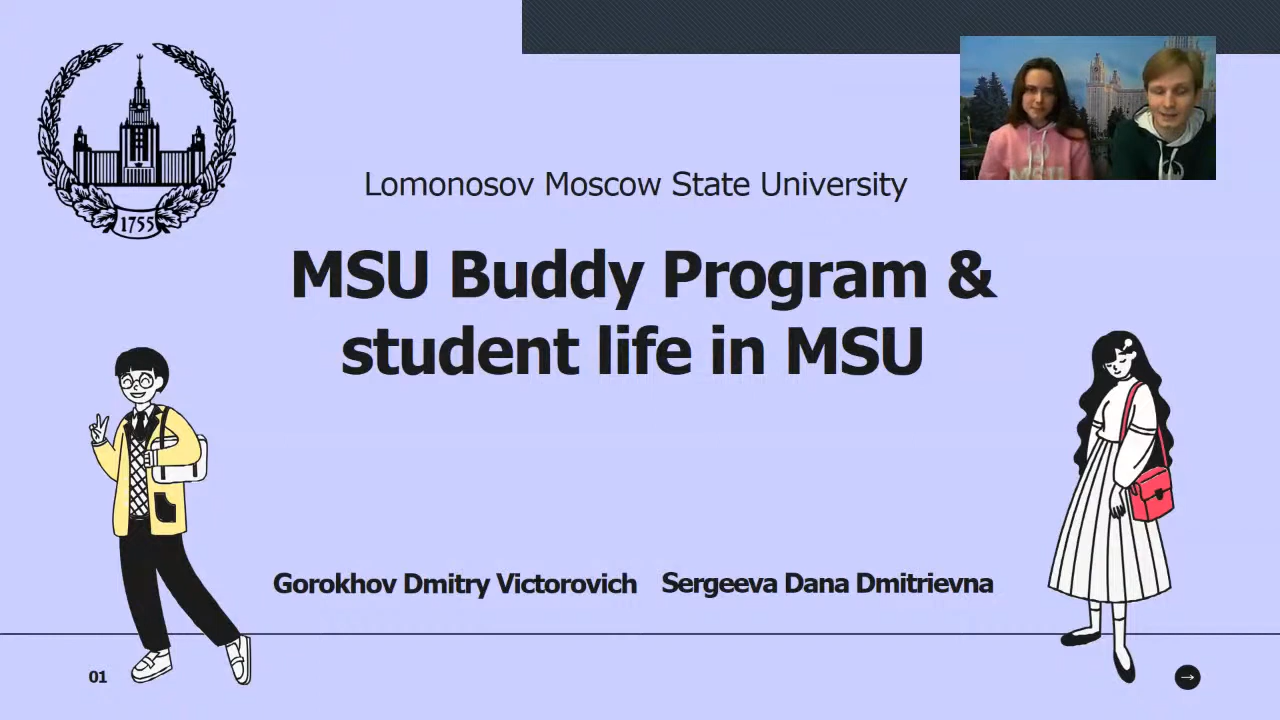 1755
Lomonosov Moscow State University
MSU Buddy Program &
student life in MSU
Gorokhov Dmitry Victorovich
Sergeeva Dana Dmitrievna
01